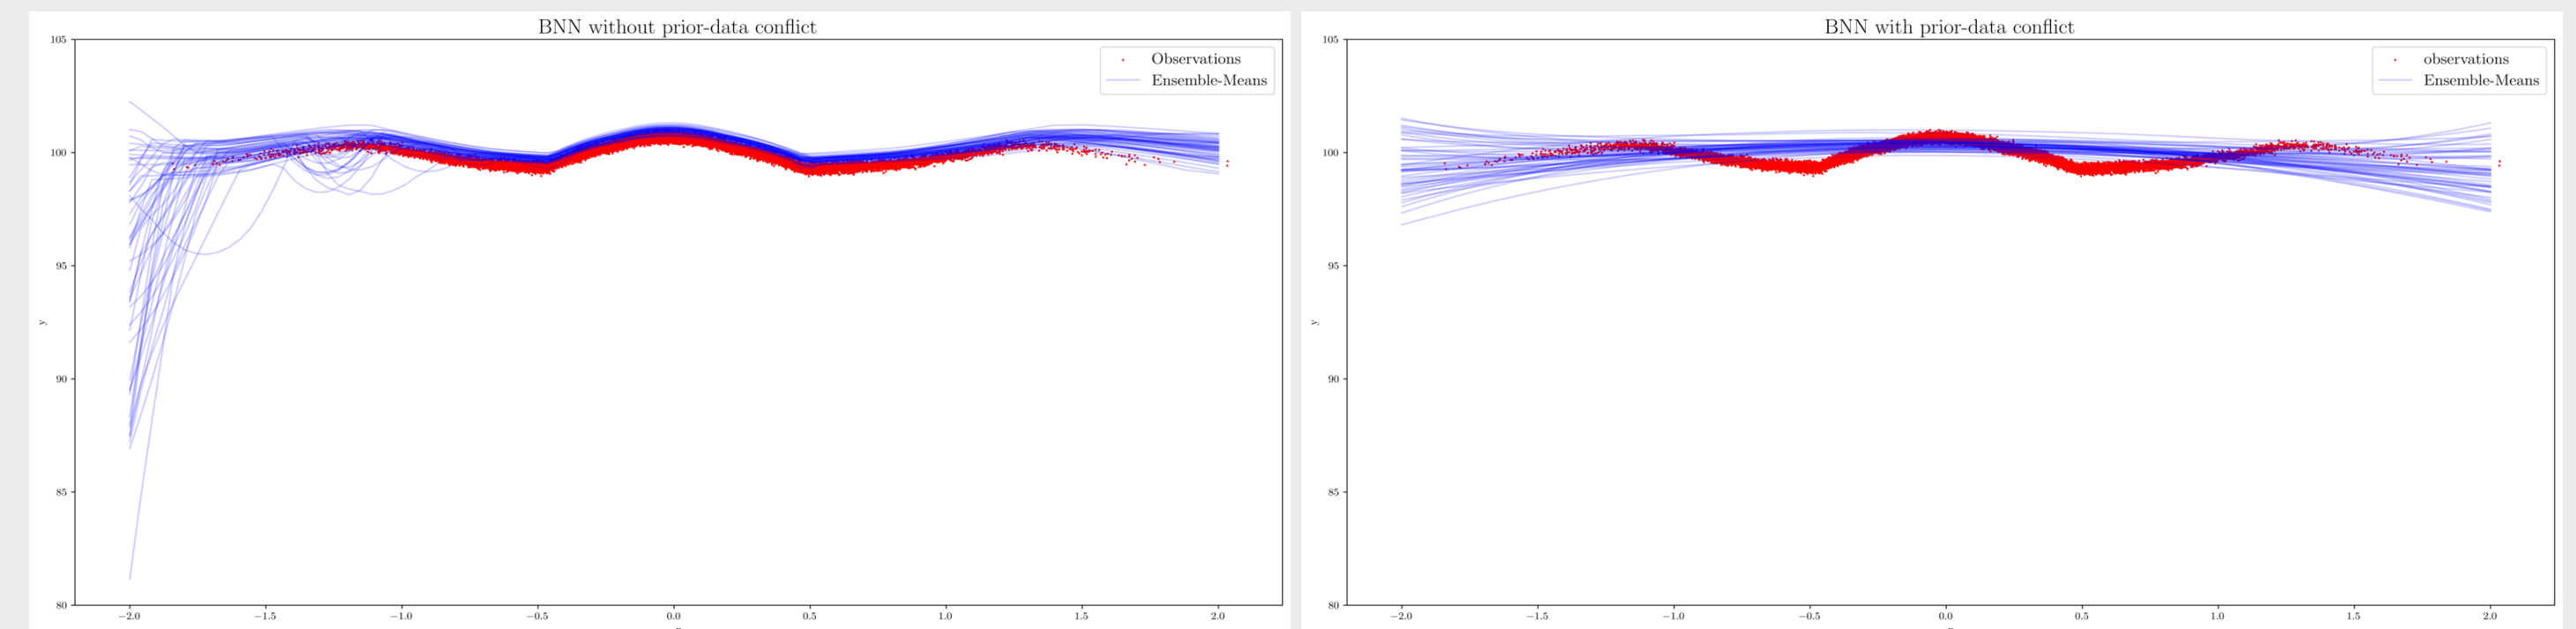 BNN without prior-data conflict
105
Observations
Ensemble-Means
100
95
y
90
85
80
−2.0 −1.5 −1.0 −0.5 0.0 0.5 1.0 1.5 2.0
BNN with prior-data conflict
105
observations
Ensemble-Means
100
95
y
90
85
80
−2.0 −1.5 −1.0 −0.5 0.0 0.5 1.0 1.5 2.0